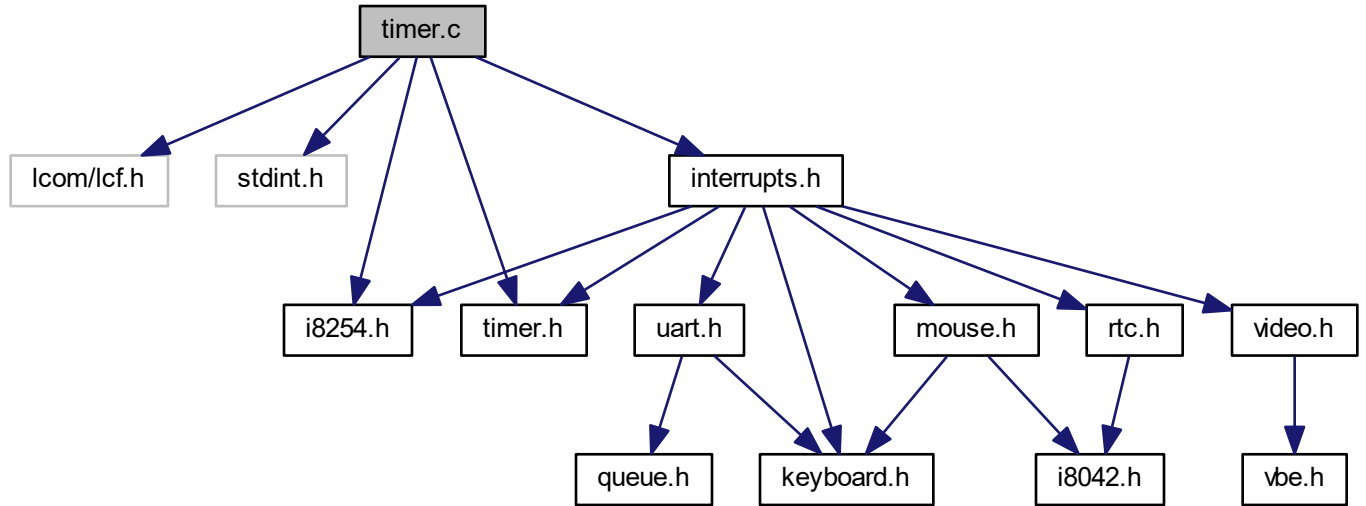 timer.c
lcom/lcf.h
stdint.h
interrupts.h
i8254.h
timer.h
uart.h
mouse.h
rtc.h
video.h
queue.h
keyboard.h
i8042.h
vbe.h